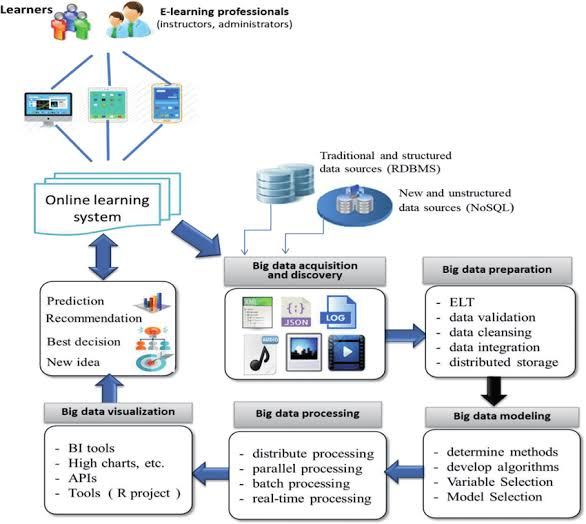 Learners
E-learning professionals
(instructors, administrators)
Online learning
system
Traditional and structured
data sources (RDBMS)
New and unstructured
data sources (NoSQL)
Big data acquisition
and discovery
XML
JSON
LOG
AUDIO
Big data preparation
- ELT
- data validation
- data cleansing
- data integration
- distributed storage
Prediction
Recommendation
Best decision
New idea
Big data visualization
- BI tools
- High charts, etc.
- APIs
- Tools ( R project )
Big data processing
- distribute processing
- parallel processing
- batch processing
- real-time processing
Big data modeling
- determine methods
- develop algorithms
- Variable Selection
- Model Selection